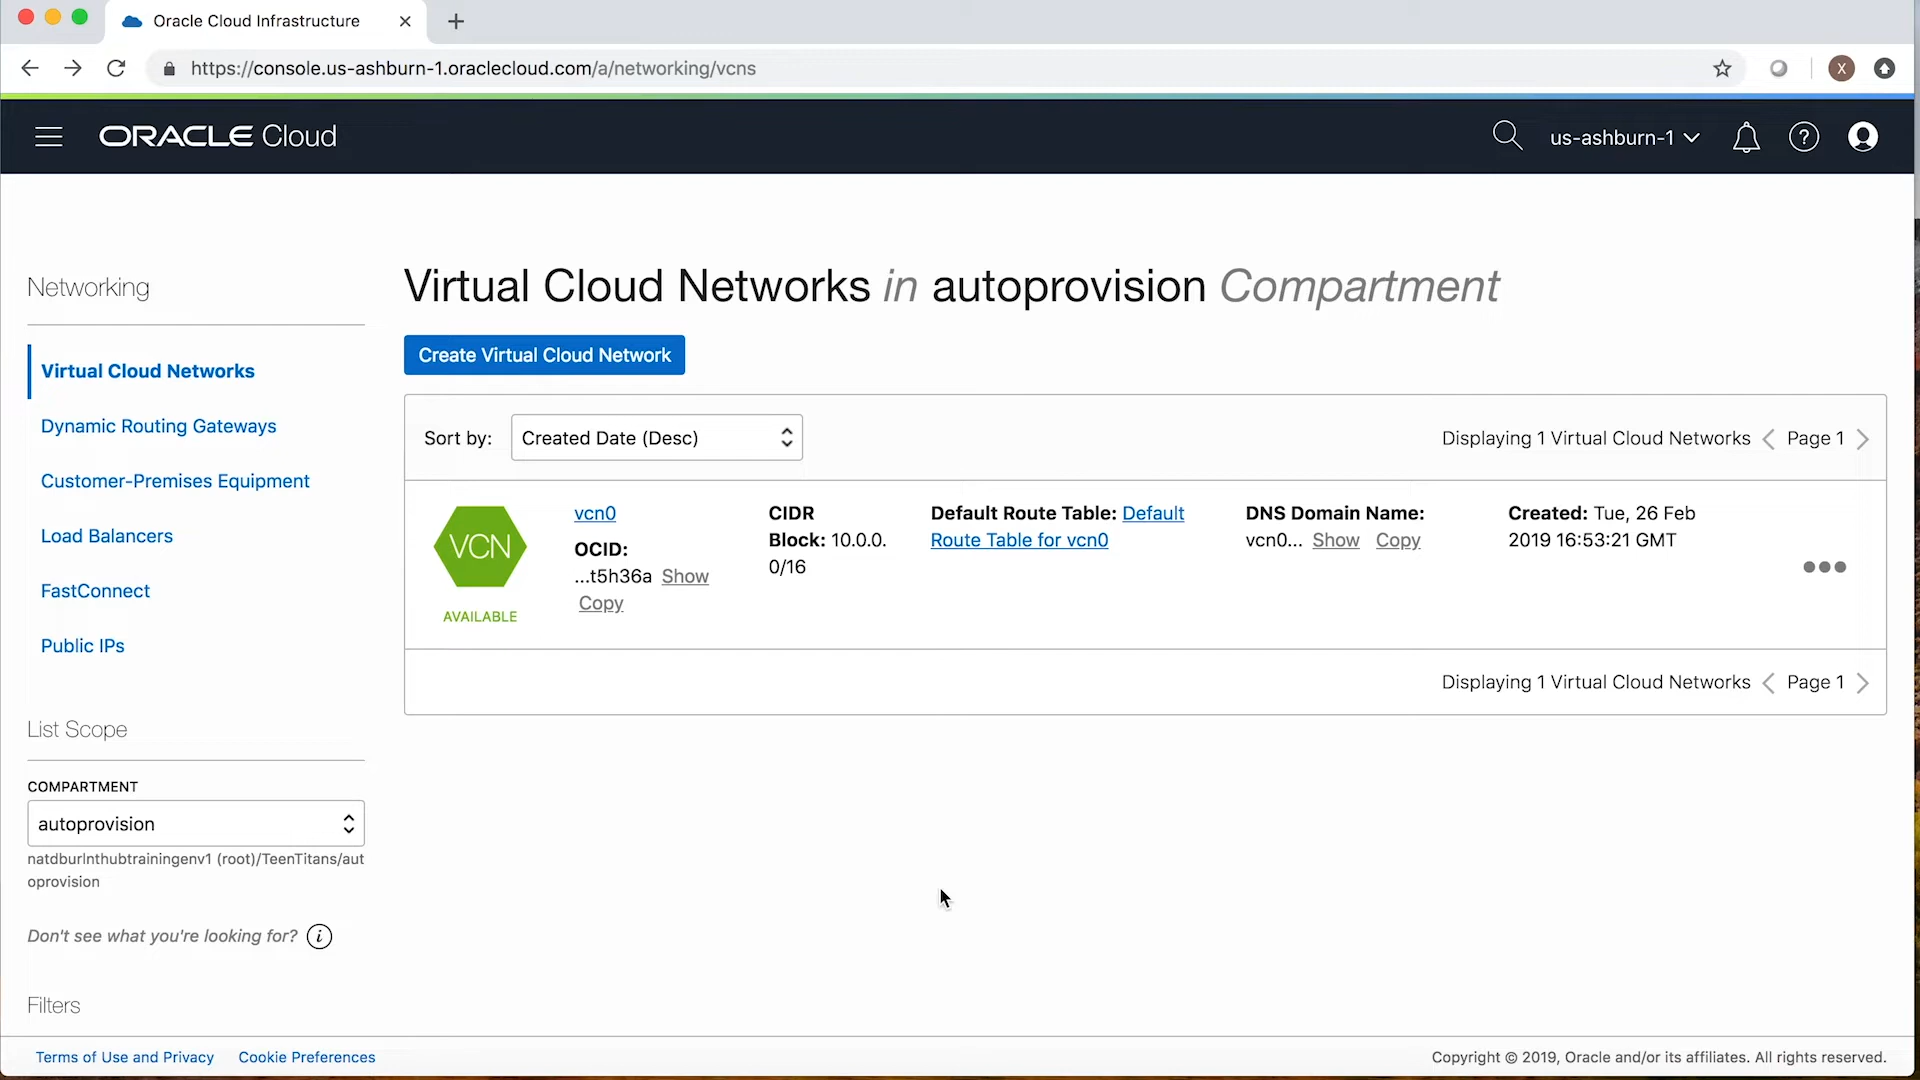 Oracle Cloud Infrastructure
https://console.us-ashburn-1.oraclecloud.com/a/networking/vcns
X
ORACLE Cloud
us-ashburn-1
?
Networking
Virtual Cloud Networks
Dynamic Routing Gateways
Customer-Premises Equipment
Load Balancers
FastConnect
Public IPs
List Scope
COMPARTMENT
autoprovision
natdburlnthubtrainingenv1 (root)/TeenTitans/aut
oprovision
Don't see what you're looking for? i
Filters
Virtual Cloud Networks in autoprovision Compartment
Create Virtual Cloud Network
Sort by: Created Date (Desc)
Displaying 1 Virtual Cloud Networks < Page 1 >
VCN
AVAILABLE
vcn0
OCID:
...t5h36a Show
Copy
CIDR
Block: 10.0.0.
0/16
Default Route Table: Default
Route Table for vcn0
DNS Domain Name:
vcn0... Show Copy
Created: Tue, 26 Feb
2019 16:53:21 GMT
Displaying 1 Virtual Cloud Networks < Page 1 >
Terms of Use and Privacy Cookie Preferences
Copyright © 2019, Oracle and/or its affiliates. All rights reserved.